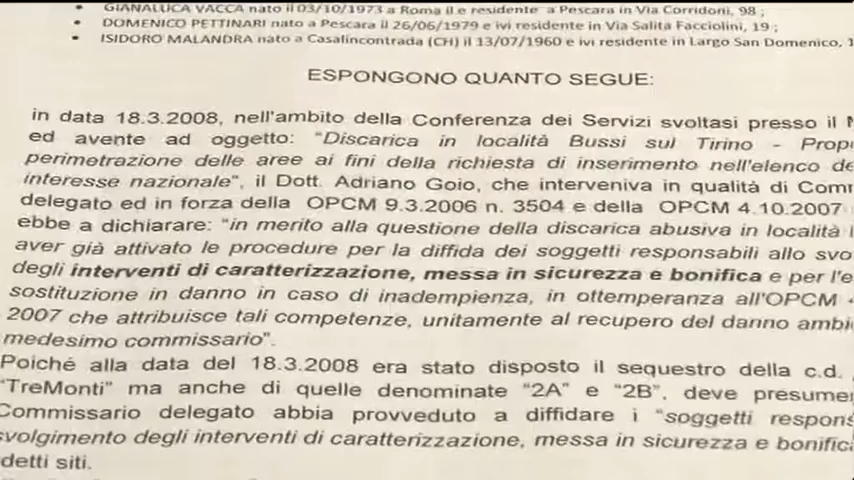 • GIANALUCA VACCA nato il 03/10/1973 a Roma il e residente a Pescara in Via Corridoni, 98 ;
• DOMENICO PETTINARI nato a Pescara il 26/06/1979 e ivi residente in Via Salita Facciolini, 19 ;
• ISIDORO MALANDRA nato a Casalincontrada (CH) il 13/07/1960 e ivi residente in Largo San Domenico,
ESPONGONO QUANTO SEGUE:
in data 18.3.2008, nell'ambito della Conferenza dei Servizi svoltasi presso il
ed avente ad oggetto: "Discarica in località Bussi sul Tirino - Prop
perimetrazione delle aree ai fini della richiesta di inserimento nell'elenco de
interesse nazionale", il Dott. Adriano Goio, che interveniva in qualità di Com
delegato ed in forza della OPCM 9.3.2006 n. 3504 e della OPCM 4.10.2007
ebbe a dichiarare: "in merito alla questione della discarica abusiva in località
aver già attivato le procedure per la diffida dei soggetti responsabili allo svo
degli interventi di caratterizzazione, messa in sicurezza e bonifica e per l'e
sostituzione in danno in caso di inadempienza, in ottemperanza all'OPCM
2007 che attribuisce tali competenze, unitamente al recupero del danno ambi
medesimo commissario".
Poiché alla data del 18.3.2008 era stato disposto il sequestro della c.d.
"TreMonti" ma anche di quelle denominate "2A" e "2B", deve presume
Commissario delegato abbia provveduto a diffidare i "soggetti respons
svolgimento degli interventi di caratterizzazione, messa in sicurezza e bonific
detti siti.